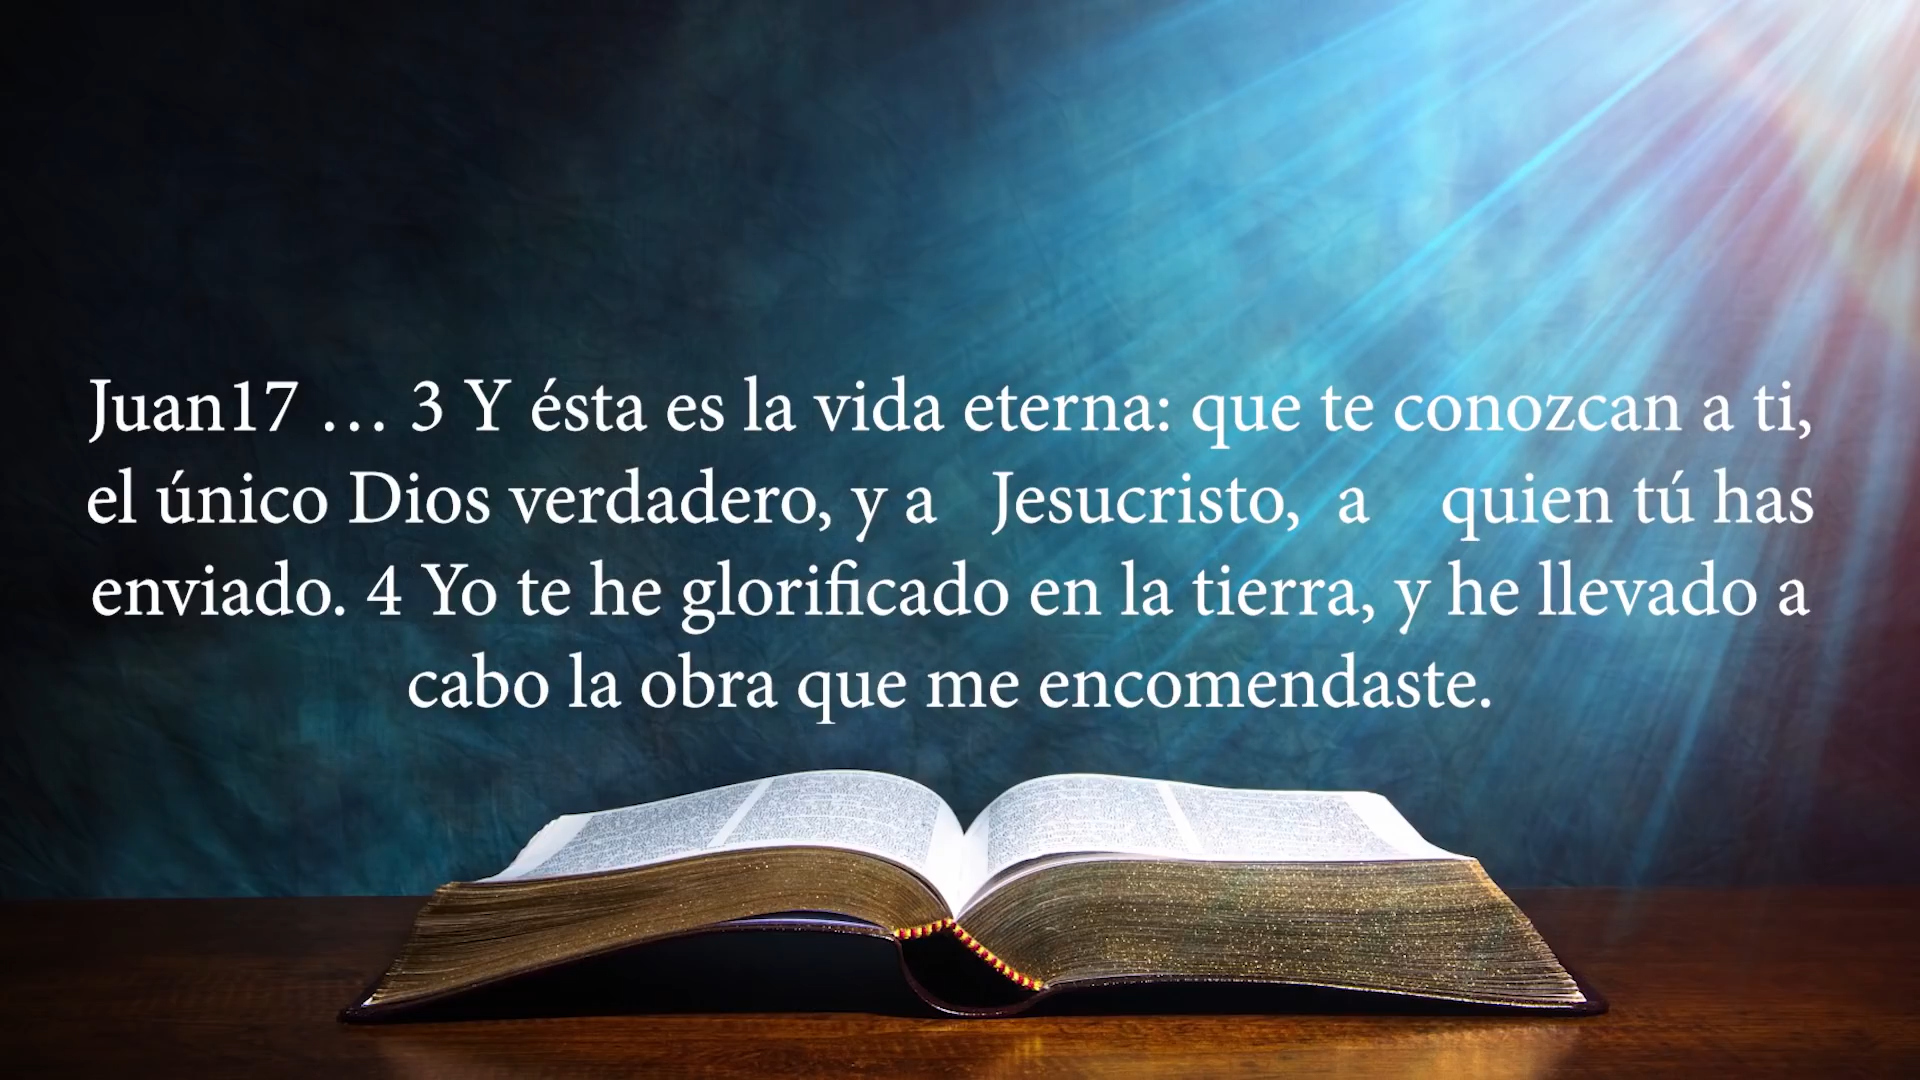 Juan17 … 3 Y ésta es la vida eterna: que te conozcan a ti,
el único Dios verdadero, y a Jesucristo, a quien tú has
enviado. 4 Yo te he glorificado en la tierra, y he llevado a
cabo la obra que me encomendaste.